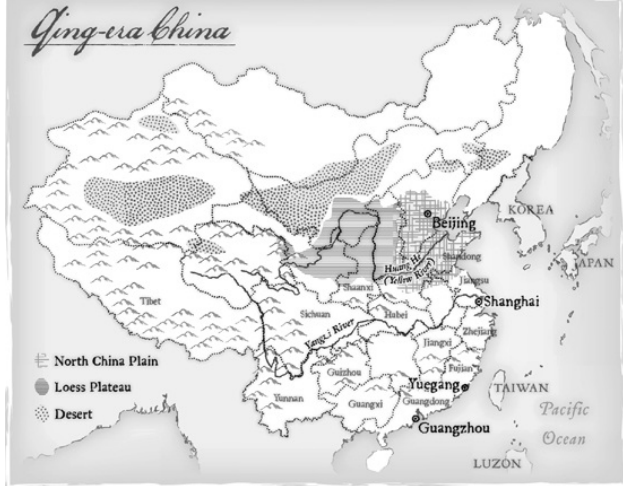 Qing-era China
Beijing
KOREA
JAPAN
Huang He
(Yellow River)
Shandong
Jiangsu
Shaanxi
Shanghai
Tibet
Sichuan
Hubei
Yangzi River
Zhejiang
Jiangxi
North China Plain
Guizhou
Fujian
Loess Plateau
Yuegang
TAIWAN
Yunnan
Guangxi
Guangdong
Desert
Pacific
Ocean
Guangzhou
LUZON